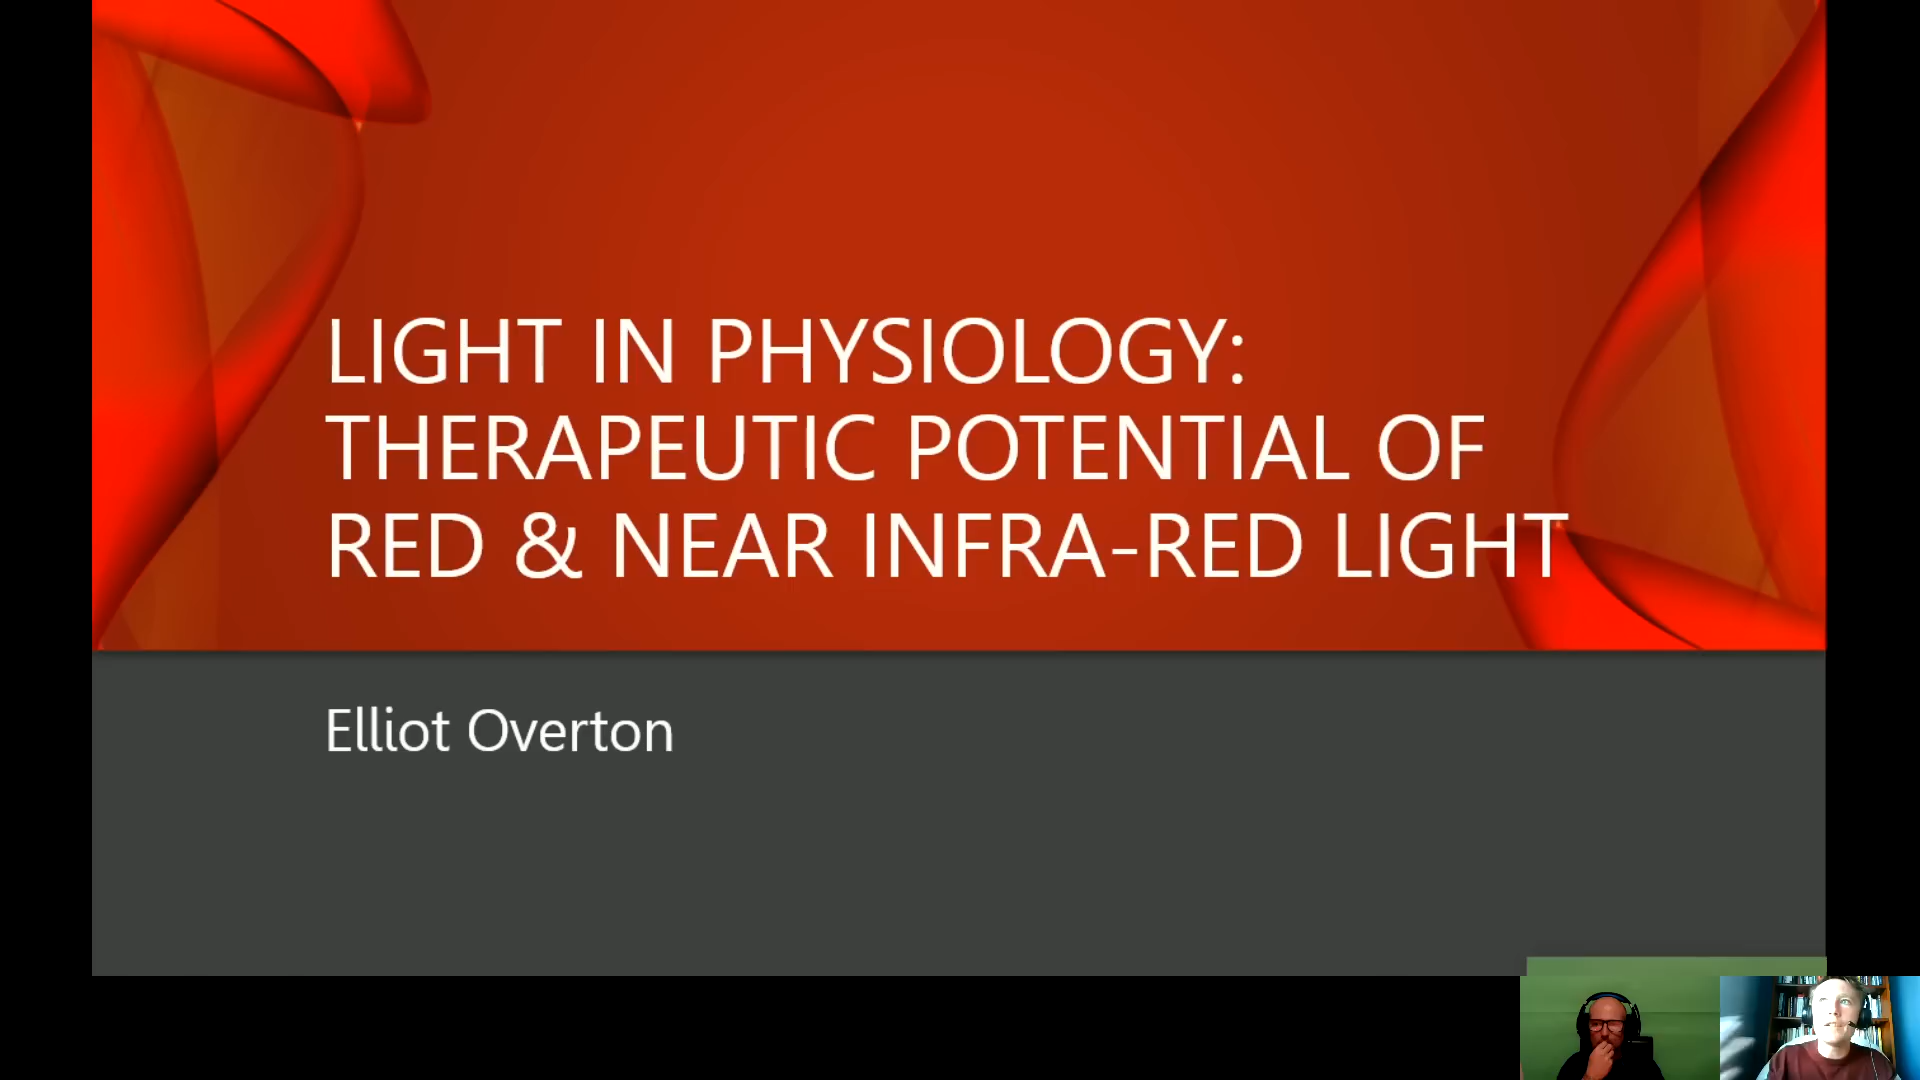 LIGHT IN PHYSIOLOGY:
THERAPEUTIC POTENTIAL OF
RED & NEAR INFRA-RED LIGHT
Elliot Overton